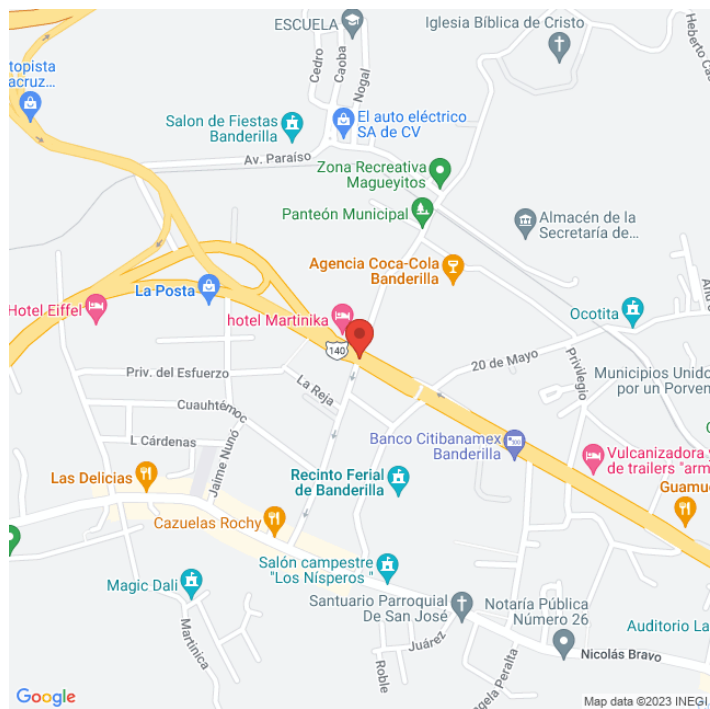 ESCUELA
Iglesia Bíblica de Cristo
Cedro
Caoba
Nogal
topista
acruz...
Salon de Fiestas
Banderilla
El auto eléctrico
SA de CV
Av. Paraíso
Zona Recreativa
Magueyitos
Panteón Municipal
Almacén de la
Secretaría de...
Agencia Coca-Cola
Banderilla
La Posta
Hotel Eiffel
hotel Martinika
Ocotita
140
20 de Mayo
Privilegio
Municipios Unido
por un Porven
Priv. del Esfuerzo
La Reja
Cuauhtémoc
L Cárdenas
Jaime Nunó
Banco Citibanamex
Banderilla
Vulcanizadora y
de trailers "arm
Las Delicias
Recinto Ferial
de Banderilla
Guamuc
Cazuelas Rochy
Salón campestre
"Los Nísperos "
Magic Dali
Santuario Parroquial
De San José
Notaría Pública
Número 26
Auditorio La
Martinica
Juárez
Roble
gela Peralta
Nicolás Bravo
Google
Map data ©2023 INEGI